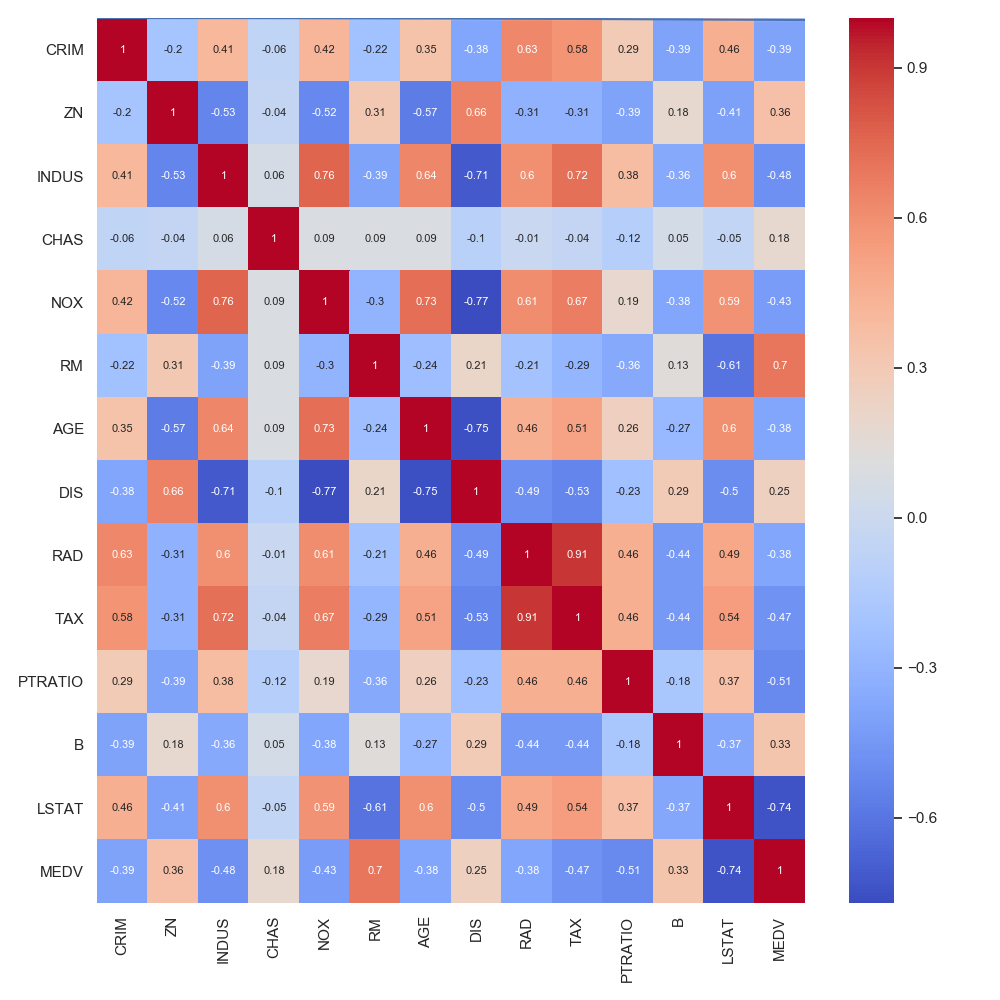 CRIM 1 -0.2 0.41 -0.06 0.42 -0.22 0.35 -0.38 0.63 0.58 0.29 -0.39 0.46 -0.39
ZN -0.2 1 -0.53 -0.04 -0.52 0.31 -0.57 0.66 -0.31 -0.31 -0.39 0.18 -0.41 0.36
INDUS 0.41 -0.53 1 0.06 0.76 -0.39 0.64 -0.71 0.6 0.72 0.38 -0.36 0.6 -0.48
CHAS -0.06 -0.04 0.06 1 0.09 0.09 0.09 -0.1 -0.01 -0.04 -0.12 0.05 -0.05 0.18
NOX 0.42 -0.52 0.76 0.09 1 -0.3 0.73 -0.77 0.61 0.67 0.19 -0.38 0.59 -0.43
RM -0.22 0.31 -0.39 0.09 -0.3 1 -0.24 0.21 -0.21 -0.29 -0.36 0.13 -0.61 0.7
AGE 0.35 -0.57 0.64 0.09 0.73 -0.24 1 -0.75 0.46 0.51 0.26 -0.27 0.6 -0.38
DIS -0.38 0.66 -0.71 -0.1 -0.77 0.21 -0.75 1 -0.49 -0.53 -0.23 0.29 -0.5 0.25
RAD 0.63 -0.31 0.6 -0.01 0.61 -0.21 0.46 -0.49 1 0.91 0.46 -0.44 0.49 -0.38
TAX 0.58 -0.31 0.72 -0.04 0.67 -0.29 0.51 -0.53 0.91 1 0.46 -0.44 0.54 -0.47
PTRATIO 0.29 -0.39 0.38 -0.12 0.19 -0.36 0.26 -0.23 0.46 0.46 1 -0.18 0.37 -0.51
B -0.39 0.18 -0.36 0.05 -0.38 0.13 -0.27 0.29 -0.44 -0.44 -0.18 1 -0.37 0.33
LSTAT 0.46 -0.41 0.6 -0.05 0.59 -0.61 0.6 -0.5 0.49 0.54 0.37 -0.37 1 -0.74
MEDV -0.39 0.36 -0.48 0.18 -0.43 0.7 -0.38 0.25 -0.38 -0.47 -0.51 0.33 -0.74 1
CRIM ZN INDUS CHAS NOX RM AGE DIS RAD TAX PTRATIO B LSTAT MEDV
0.9
0.6
0.3
0.0
−0.3
−0.6